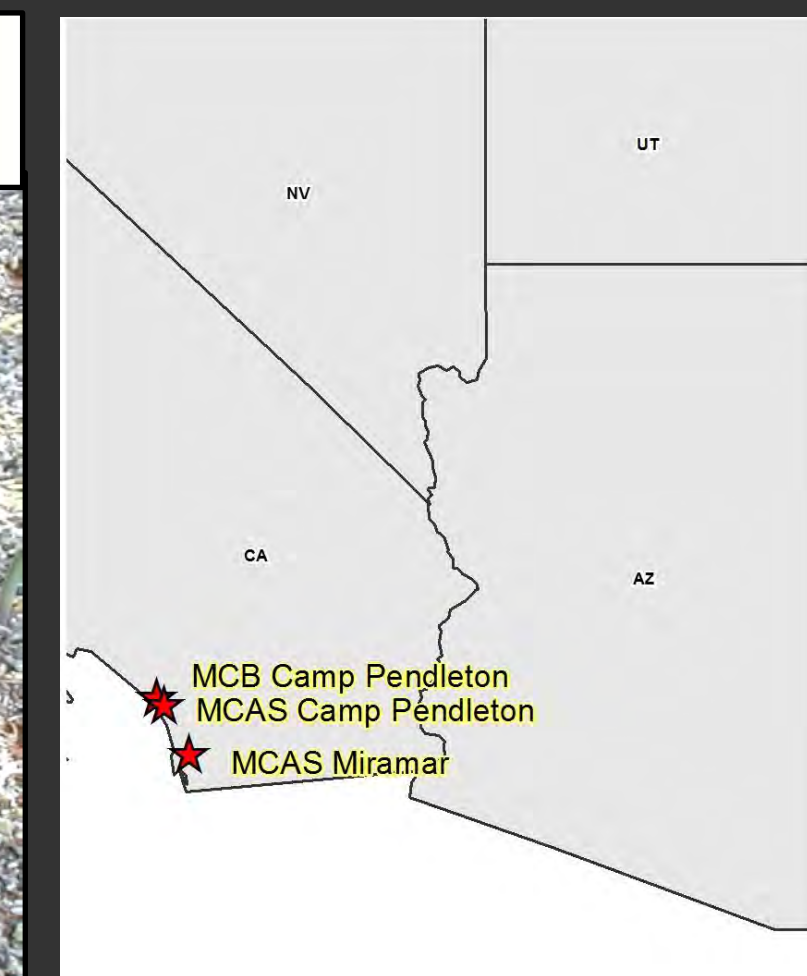 UT
NV
CA
AZ
MCB Camp Pendleton
MCAS Camp Pendleton
MCAS Miramar